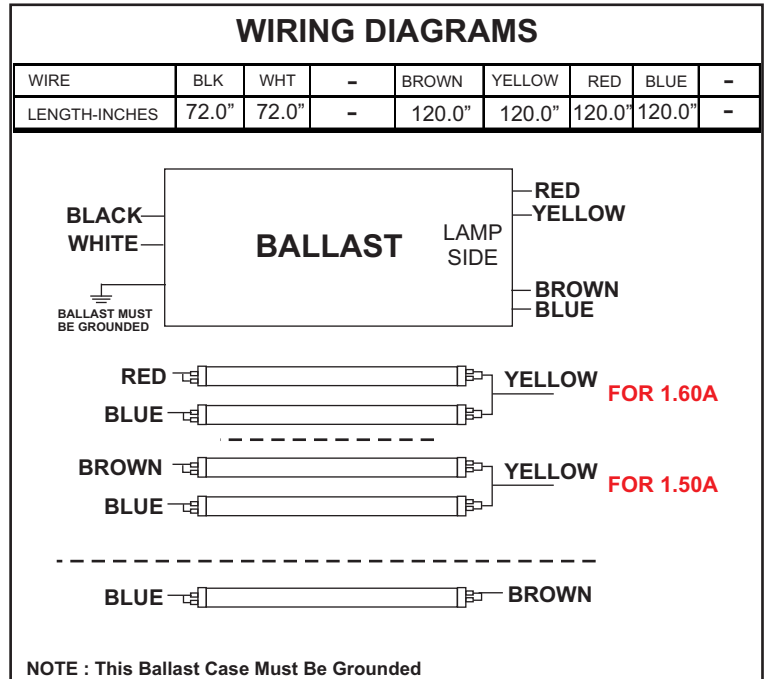 WIRING DIAGRAMS
WIRE BLK WHT - BROWN YELLOW RED BLUE -
LENGTH-INCHES 72.0" 72.0" - 120.0" 120.0" 120.0" 120.0" -
BLACK
WHITE
BALLAST MUST
BE GROUNDED
BALLAST
LAMP
SIDE
RED
YELLOW
BROWN
BLUE
RED
BLUE
YELLOW
FOR 1.60A
BROWN
BLUE
YELLOW
FOR 1.50A
BLUE
BROWN
NOTE : This Ballast Case Must Be Grounded